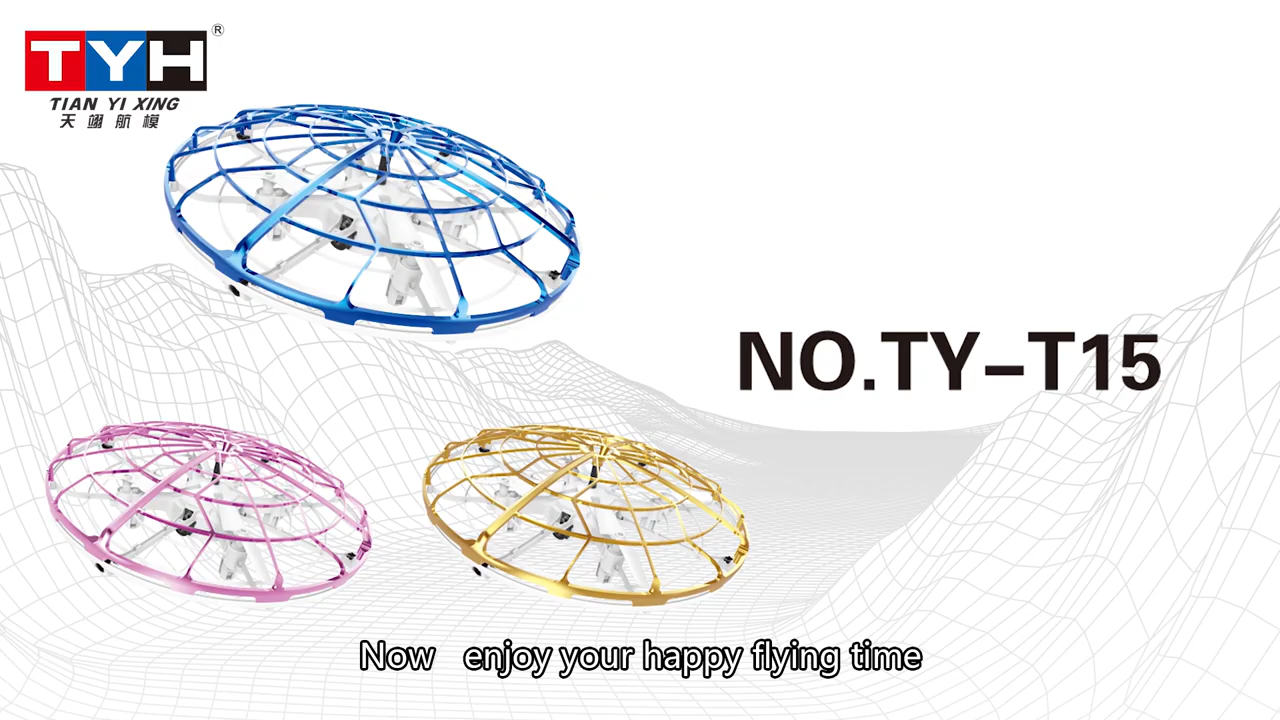 TYH®
TIAN YI XING
天翊航模
NO.TY-T15
Now enjoy your happy flying time